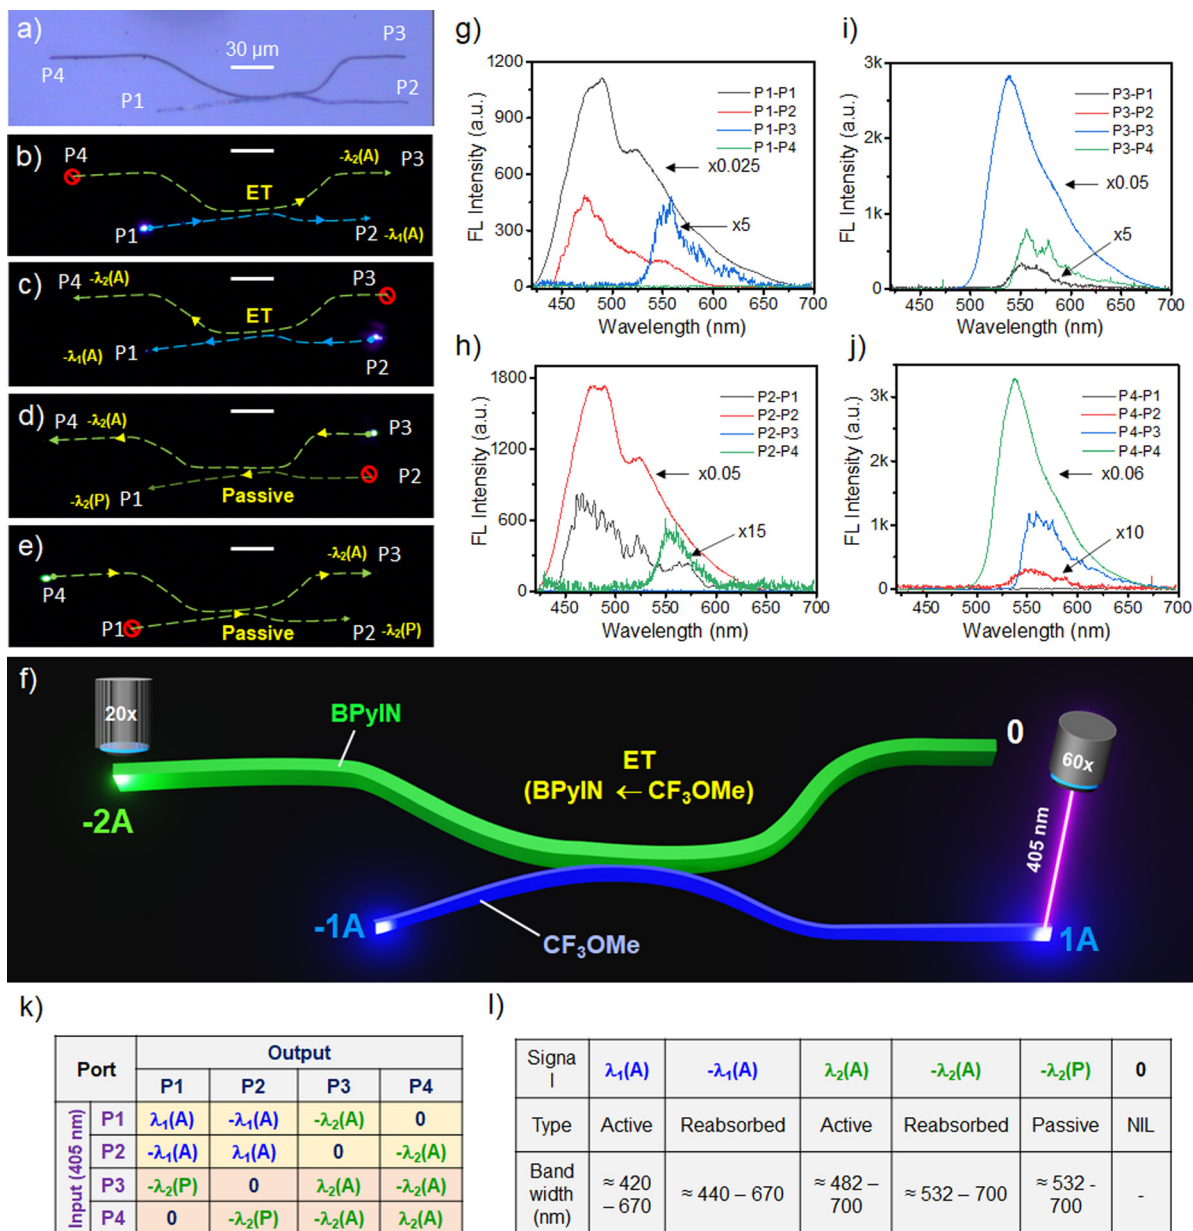 a)
P3
30 µm
P4
P2
P1
b)
P4
-λ2(A)
P3
ET
P1
P2
-λ1(A)
c)
P4
-λ2(A)
P3
ET
-λ1(A)
P1
P2
d)
P4
-λ2(A)
P3
P2
P1
-λ2(P)
Passive
e)
-λ2(A)
P3
P4
P1
P2
-λ2(P)
Passive
g)
FL Intensity (a.u.)
1200
900
600
300
0
P1-P1
P1-P2
P1-P3
P1-P4
x0.025
x5
450 500 550 600 650 700
Wavelength (nm)
i)
FL Intensity (a.u.)
3k
2k
1k
0
P3-P1
P3-P2
P3-P3
P3-P4
x0.05
x5
450 500 550 600 650 700
Wavelength (nm)
h)
FL Intensity (a.u.)
1800
1200
600
0
P2-P1
P2-P2
P2-P3
P2-P4
x0.05
x15
450 500 550 600 650 700
Wavelength (nm)
j)
FL Intensity (a.u.)
3k
2k
1k
0
P4-P1
P4-P2
P4-P3
P4-P4
x0.06
x10
450 500 550 600 650 700
Wavelength (nm)
f)
20x
BPyIN
0
60x
ET
(BPyIN ← CF3OMe)
-2A
405 nm
-1A
CF3OMe
1A
k)
Port
Output
P1 P2 P3 P4
Input (405 nm)
P1 λ1(A) -λ1(A) -λ2(A) 0
P2 -λ1(A) λ1(A) 0 -λ2(A)
P3 -λ2(P) 0 λ2(A) -λ2(A)
P4 0 -λ2(P) -λ2(A) λ2(A)
l)
Signa
l
λ1(A) -λ1(A) λ2(A) -λ2(A) -λ2(P) 0
Type Active Reabsorbed Active Reabsorbed Passive NIL
Band
width
(nm)
≈ 420
– 670
≈ 440 – 670
≈ 482 –
700
≈ 532 – 700
≈ 532 -
700
-